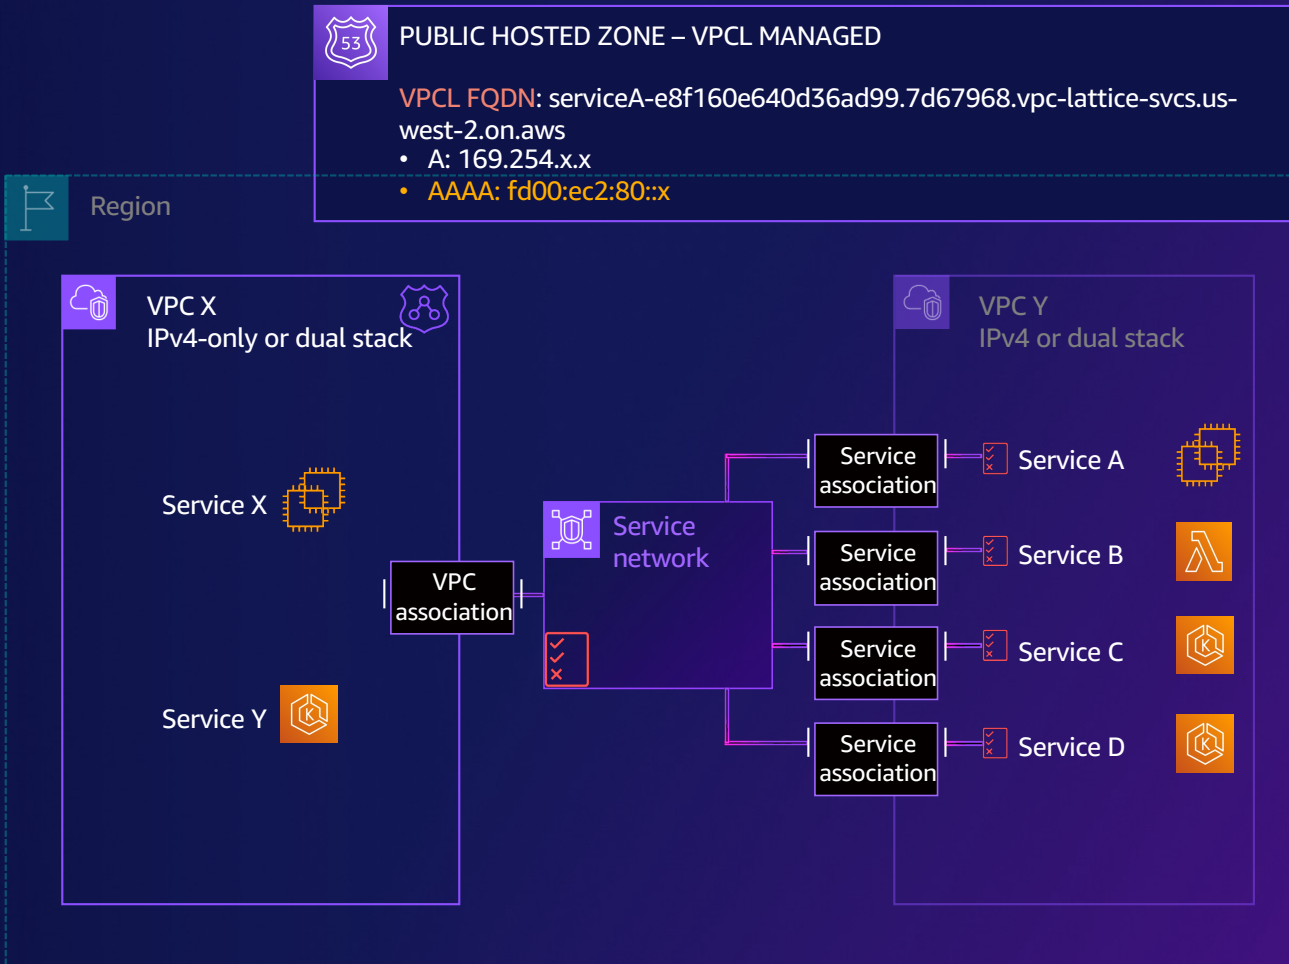 53
PUBLIC HOSTED ZONE – VPCL MANAGED
VPCL FQDN: serviceA-e8f160e640d36ad99.7d67968.vpc-lattice-svcs.us-
west-2.on.aws
• A: 169.254.x.x
• AAAA: fd00:ec2:80::x
Region
VPC X
IPv4-only or dual stack
VPC Y
IPv4 or dual stack
Service X
Service Y
K
VPC
association
Service
network
Service
association
Service A
Service
association
Service B
Service
association
Service C
K
Service
association
Service D
K